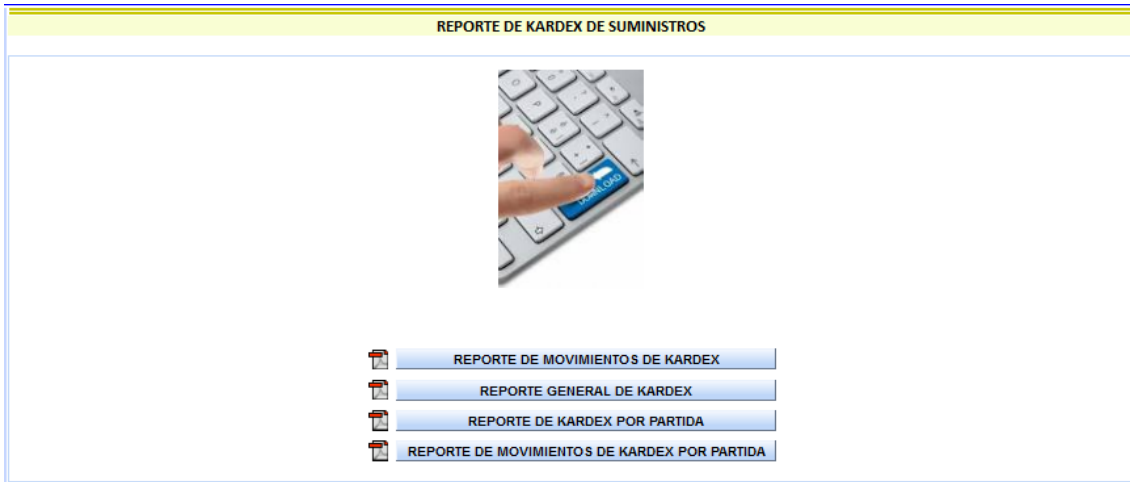 REPORTE DE KARDEX DE SUMINISTROS
DOWNLOAD
REPORTE DE MOVIMIENTOS DE KARDEX
REPORTE GENERAL DE KARDEX
REPORTE DE KARDEX POR PARTIDA
REPORTE DE MOVIMIENTOS DE KARDEX POR PARTIDA